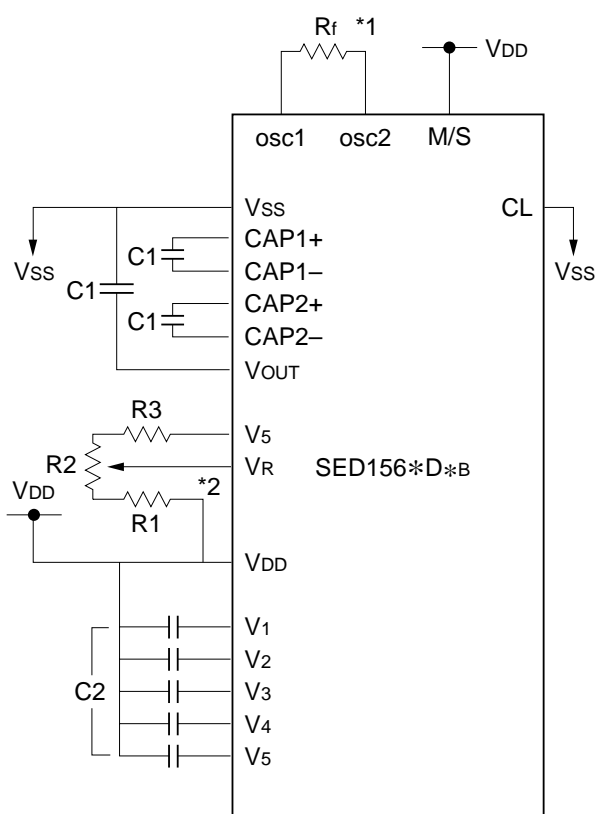 Rf *1
VDD
osc1 osc2 M/S
VSS CL
CAP1+
C1
CAP1–
VSS VSS
C1
CAP2+
C1
CAP2–
VOUT
R3
V5
R2 VR SED156*D*B
*2
VDD
R1
VDD
V1
V2
C2 V3
V4
V5